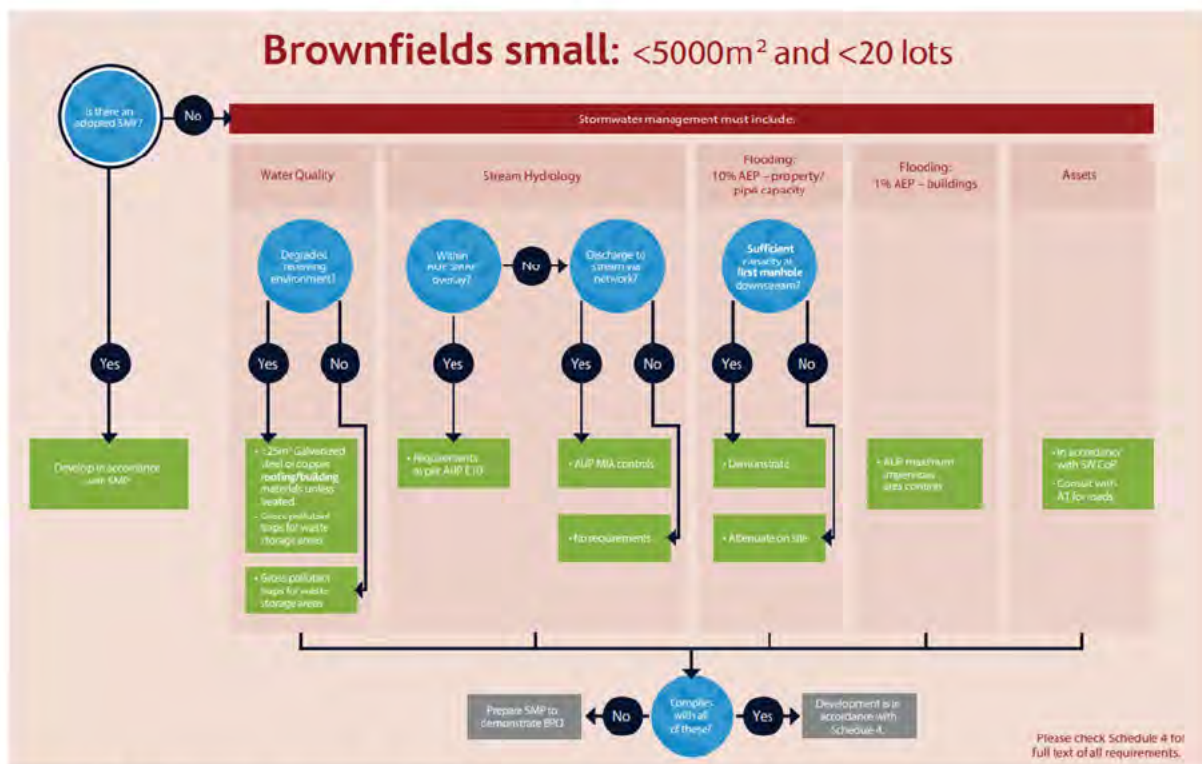 Brownfields small: <5000m² and <20 lots
Is there an
adopted SMP?
No
Stormwater management must include:
Water Quality
Stream Hydrology
Flooding:
10% AEP – property/
pipe capacity
Flooding:
1% AEP – buildings
Assets
Degraded
receiving
environment?
Within
AUP SMAF
overlay?
No
Discharge to
stream via
network?
Sufficient
capacity at
first manhole
downstream?
Yes
Yes
No
Yes
Yes
No
Yes
No
Develop in accordance
with SMP
25m² Galvanized
steel or copper
roofing/building
materials unless
treated
• Gross pollutant
traps for waste
storage areas
• Requirements
as per AUP E10
• AUP MIA controls
• Demonstrate
• AUP maximum
impervious
area controls
• In accordance
with SW CoP
• Consult with
AT for roads
• No requirements
• Attenuate on site
• Gross pollutant
traps for waste
storage areas
Prepare SMP to
demonstrate BPO
No
Complies
with all
of these?
Yes
Development is in
accordance with
Schedule 4.
Please check Schedule 4 for
full text of all requirements.